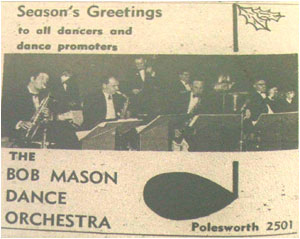 Season's Greetings
to all dancers and
dance promoters
THE
BOB MASON
DANCE
ORCHESTRA
Polesworth 2501